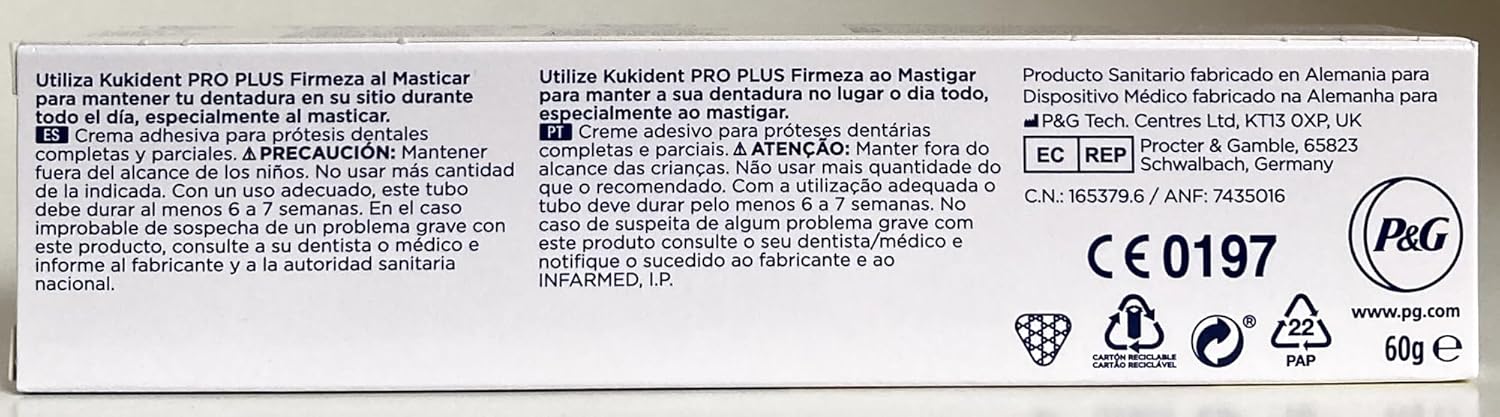 Utiliza Kukident PRO PLUS Firmeza al Masticar
para mantener tu dentadura en su sitio durante
todo el día, especialmente al masticar.
ES Crema adhesiva para prótesis dentales
completas y parciales. ⚠PRECAUCIÓN: Mantener
fuera del alcance de los niños. No usar más cantidad
de la indicada. Con un uso adecuado, este tubo
debe durar al menos 6 a 7 semanas. En el caso
improbable de sospecha de un problema grave con
este producto, consulte a su dentista o médico e
informe al fabricante y a la autoridad sanitaria
nacional.
Utilize Kukident PRO PLUS Firmeza ao Mastigar
para manter a sua dentadura no lugar o dia todo,
especialmente ao mastigar.
PT Creme adesivo para próteses dentárias
completas e parciais. ⚠ ATENÇÃO: Manter fora do
alcance das crianças. Não usar mais quantidade do
que o recomendado. Com a utilização adequada o
tubo deve durar pelo menos 6 a 7 semanas. No
caso de suspeita de algum problema grave com
este produto consulte o seu dentista/médico e
notifique o sucedido ao fabricante e ao
INFARMED, I.P.
Producto Sanitario fabricado en Alemania para
Dispositivo Médico fabricado na Alemanha para
P&G Tech. Centres Ltd, KT13 0XP, UK
EC REP
Procter & Gamble, 65823
Schwalbach, Germany
C.N.: 165379.6 / ANF: 7435016
CE 0197
P&G
www.pg.com
CARTÓN RECICLABLE
CARTÃO RECICLÁVEL
®
22
PAP
60g e